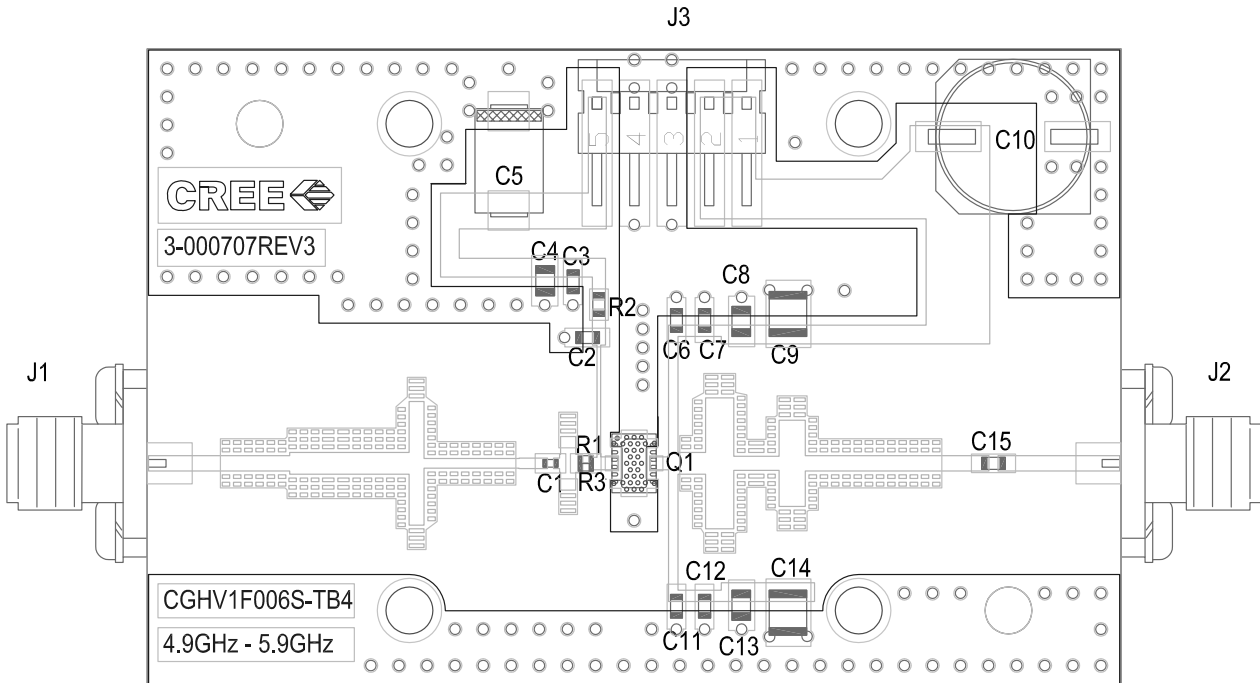 J3
5 4 3 2 1
C10
C5
CREE
3-000707REV3
C4 C3
C8
R2
C2
C6 C7
C9
J1
J2
R1
Q1
C15
C1 R3
C12 C14
CGHV1F006S-TB4
C11 C13
4.9GHz - 5.9GHz